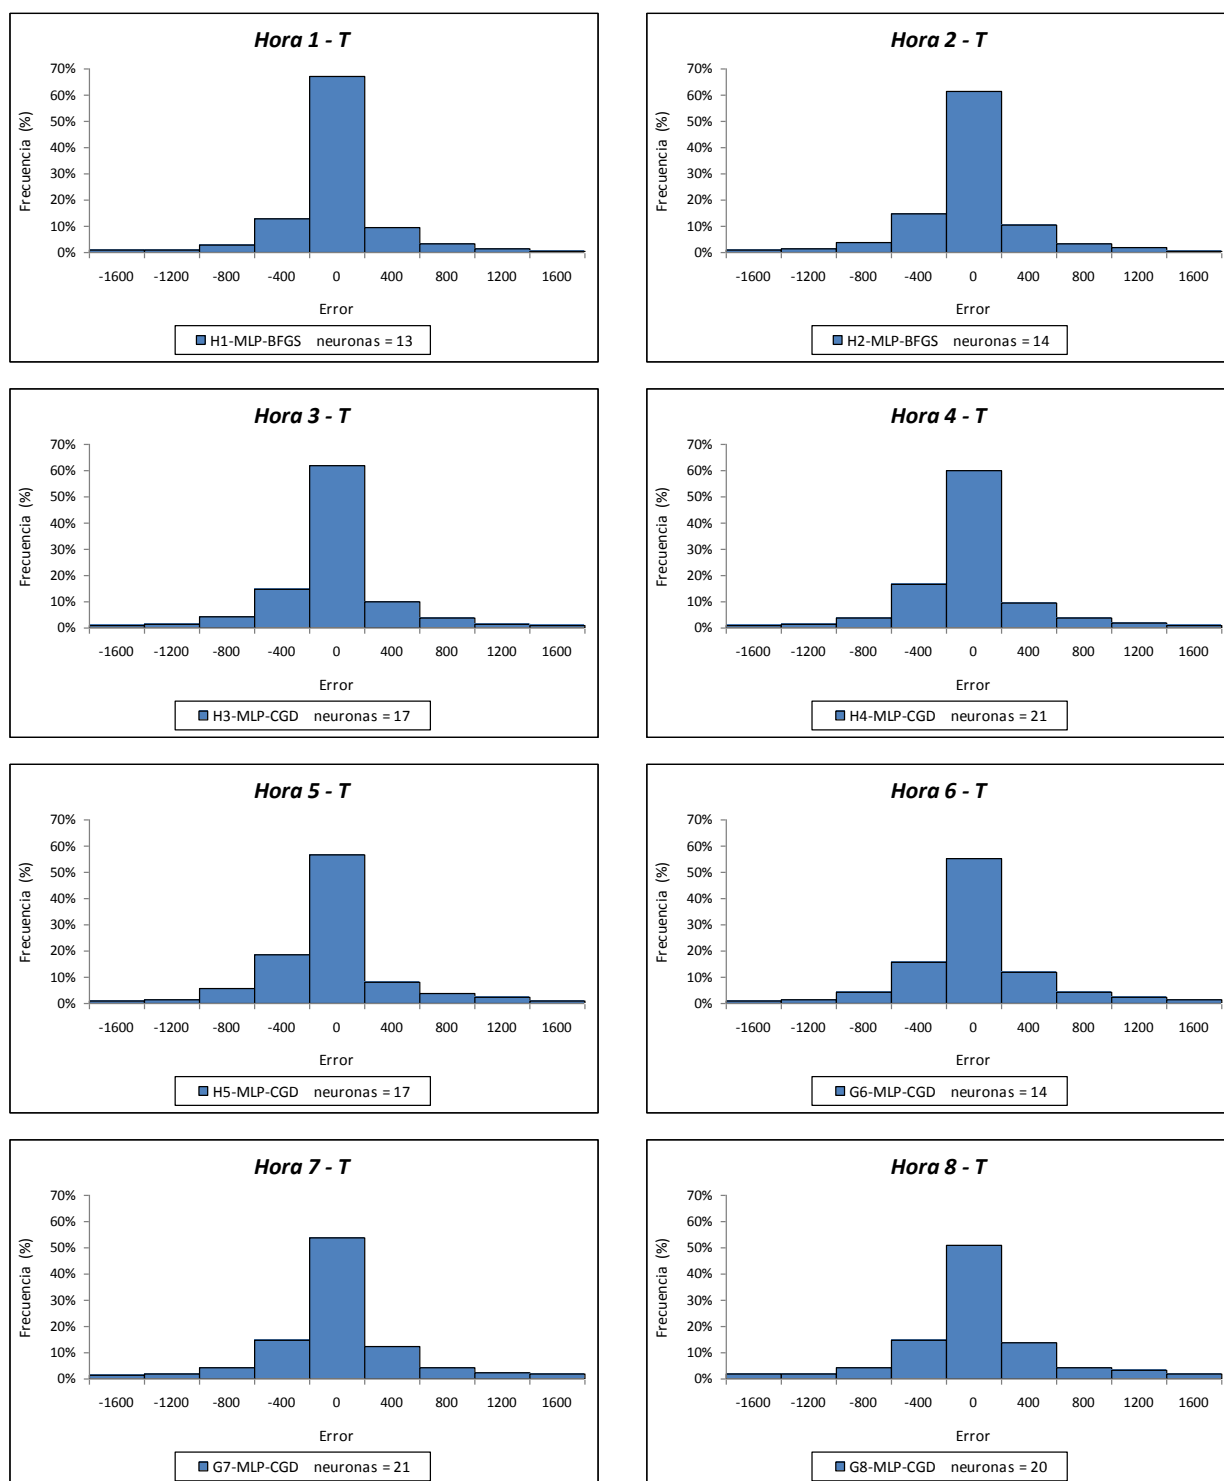 Hora 1 - T
Frecuencia (%)
70%
60%
50%
40%
30%
20%
10%
0%
-1600 -1200 -800 -400 0 400 800 1200 1600
Error
H1-MLP-BFGS neuronas = 13
Hora 2 - T
Frecuencia (%)
70%
60%
50%
40%
30%
20%
10%
0%
-1600 -1200 -800 -400 0 400 800 1200 1600
Error
H2-MLP-BFGS neuronas = 14
Hora 3 - T
Frecuencia (%)
70%
60%
50%
40%
30%
20%
10%
0%
-1600 -1200 -800 -400 0 400 800 1200 1600
Error
H3-MLP-CGD neuronas = 17
Hora 4 - T
Frecuencia (%)
70%
60%
50%
40%
30%
20%
10%
0%
-1600 -1200 -800 -400 0 400 800 1200 1600
Error
H4-MLP-CGD neuronas = 21
Hora 5 - T
Frecuencia (%)
70%
60%
50%
40%
30%
20%
10%
0%
-1600 -1200 -800 -400 0 400 800 1200 1600
Error
H5-MLP-CGD neuronas = 17
Hora 6 - T
Frecuencia (%)
70%
60%
50%
40%
30%
20%
10%
0%
-1600 -1200 -800 -400 0 400 800 1200 1600
Error
G6-MLP-CGD neuronas = 14
Hora 7 - T
Frecuencia (%)
70%
60%
50%
40%
30%
20%
10%
0%
-1600 -1200 -800 -400 0 400 800 1200 1600
Error
G7-MLP-CGD neuronas = 21
Hora 8 - T
Frecuencia (%)
70%
60%
50%
40%
30%
20%
10%
0%
-1600 -1200 -800 -400 0 400 800 1200 1600
Error
G8-MLP-CGD neuronas = 20